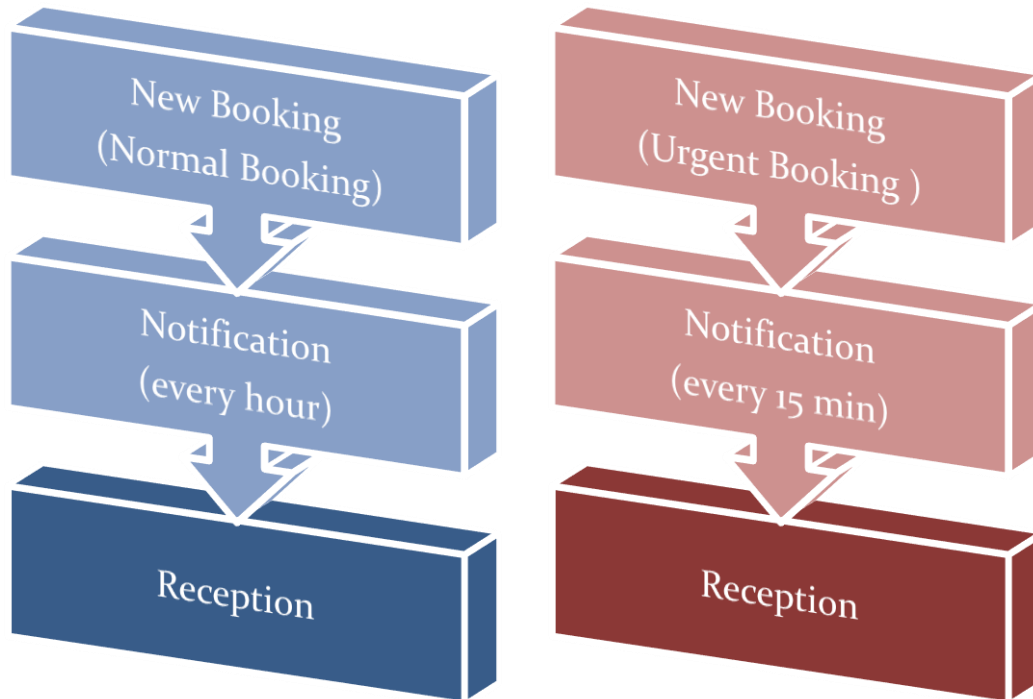 New Booking
(Normal Booking)
Notification
(every hour)
Reception
New Booking
(Urgent Booking )
Notification
(every 15 min)
Reception